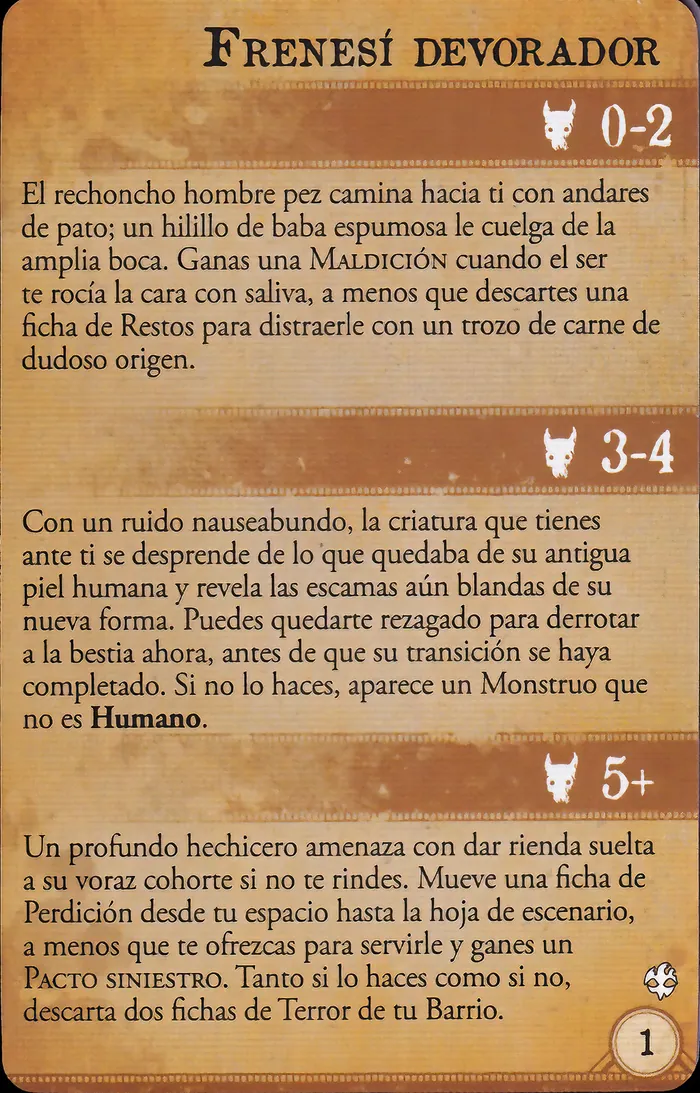 Frenesí devorador
0-2
El rechoncho hombre pez camina hacia ti con andares
de pato; un hilillo de baba espumosa le cuelga de la
amplia boca. Ganas una Maldición cuando el ser
te rocía la cara con saliva, a menos que descartes una
ficha de Restos para distraerle con un trozo de carne de
dudoso origen.
3-4
Con un ruido nauseabundo, la criatura que tienes
ante ti se desprende de lo que quedaba de su antigua
piel humana y revela las escamas aún blandas de su
nueva forma. Puedes quedarte rezagado para derrotar
a la bestia ahora, antes de que su transición se haya
completado. Si no lo haces, aparece un Monstruo que
no es Humano.
5+
Un profundo hechicero amenaza con dar rienda suelta
a su voraz cohorte si no te rindes. Mueve una ficha de
Perdición desde tu espacio hasta la hoja de escenario,
a menos que te ofrezcas para servirle y ganes un
Pacto siniestro. Tanto si lo haces como si no,
descarta dos fichas de Terror de tu Barrio.
1